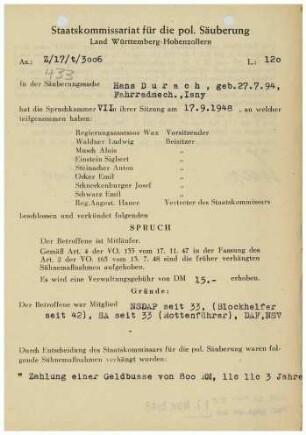 Staatskommissariat für die pol. Säuberung
Land Württemberg-Hohenzollern
Az.: Z/17/t/3006 L.: 120
433
In der Säuberungssache Hans Durach, geb.27.7.94,
Fahrradmech., Isny
hat die Spruchkammer VII in ihrer Sitzung am 17.9.1948, an welcher
teilgenommen haben:
Regierungsassessor Wax Vorsitzender
Waldner Ludwig Beisitzer
Musch Alois „
Einstein Sigbert „
Steinacher Anton „
Osker Emil „
Schneckenburger Josef „
Schwarz Emil „
Reg.Angest. Hauer Vertreter des Staatskommissars
beschlossen und verkündet folgenden
SPRUCH
Der Betroffene ist Mitläufer.
Gemäß Art. 4 der VO. 133 vom 17. 11. 47 in der Fassung des
Art. 2 der VO. 165 vom 13. 7. 48 sind die früher verhängten
Sühnemaßnahmen aufgehoben.
Es wird eine Verwaltungsgebühr von DM 15.- erhoben.
Gründe:
Der Betroffene war Mitglied NSDAP seit 33, (Blockhelfer
seit 42), SA seit 33 (Rottenführer), DAF, NSV
Durch Entscheidung des Staatskommissars für die pol. Säuberung waren fol-
gende Sühnemaßnahmen verhängt worden:
" Zahlung einer Geldbusse von 800 RM, 11c 11c 3 Jahre